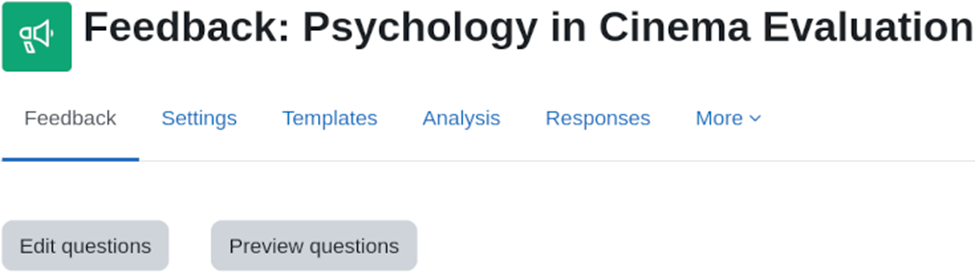 Feedback: Psychology in Cinema Evaluation
Feedback Settings Templates Analysis Responses More
Edit questions Preview questions